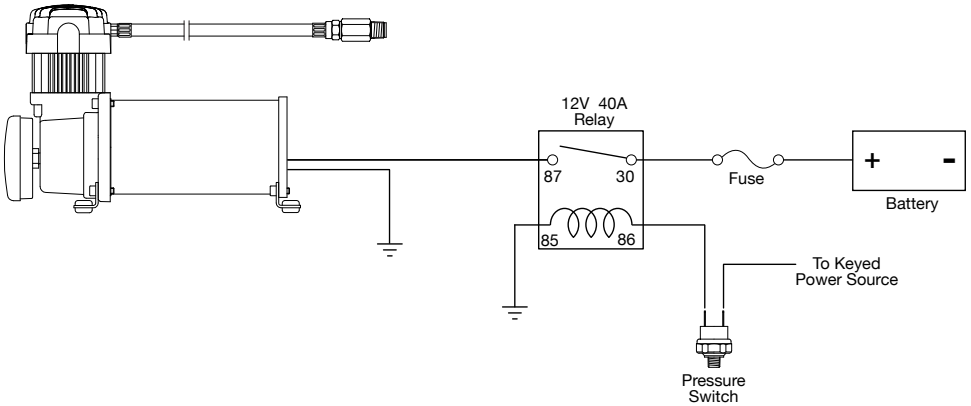 12V 40A
Relay
87
30
85
86
Fuse
+
-
Battery
To Keyed
Power Source
Pressure
Switch